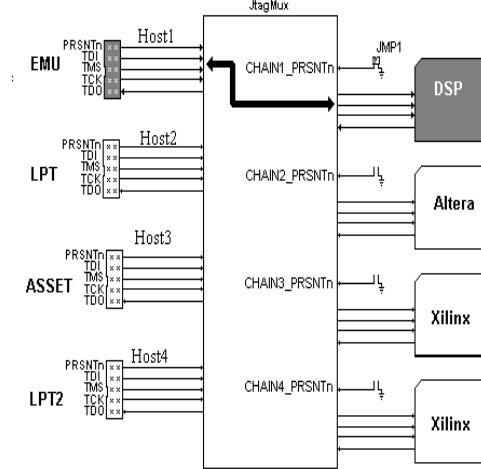 JtagMux
EMU
PRSNTn
TDI
TMS
TCK
TDO
Host1
CHAIN1_PRSNTn
JMP1
DSP
LPT
PRSNTn
TDI
TMS
TCK
TDO
Host2
CHAIN2_PRSNTn
Altera
ASSET
PRSNTn
TDI
TMS
TCK
TDO
Host3
CHAIN3_PRSNTn
Xilinx
LPT2
PRSNTn
TDI
TMS
TCK
TDO
Host4
CHAIN4_PRSNTn
Xilinx